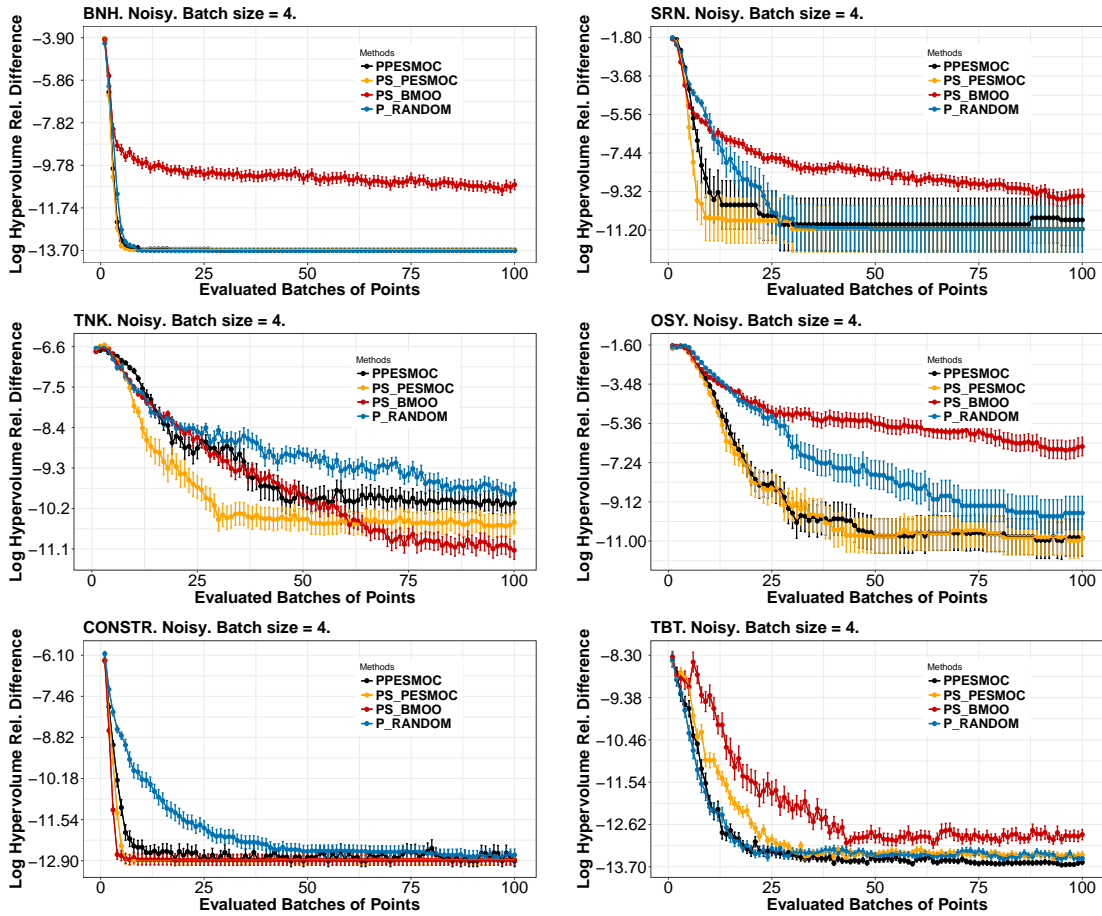 BNH. Noisy. Batch size = 4.
Log Hypervolume Rel. Difference
−3.90
−5.86
−7.82
−9.78
−11.74
−13.70
Methods
PPESMOC
PS_PESMOC
PS_BMOO
P_RANDOM
0
25
50
75
100
Evaluated Batches of Points
SRN. Noisy. Batch size = 4.
Log Hypervolume Rel. Difference
−1.80
−3.68
−5.56
−7.44
−9.32
−11.20
Methods
PPESMOC
PS_PESMOC
PS_BMOO
P_RANDOM
0
25
50
75
100
Evaluated Batches of Points
TNK. Noisy. Batch size = 4.
Log Hypervolume Rel. Difference
−6.6
−7.5
−8.4
−9.3
−10.2
−11.1
Methods
PPESMOC
PS_PESMOC
PS_BMOO
P_RANDOM
0
25
50
75
100
Evaluated Batches of Points
OSY. Noisy. Batch size = 4.
Log Hypervolume Rel. Difference
−1.60
−3.48
−5.36
−7.24
−9.12
−11.00
Methods
PPESMOC
PS_PESMOC
PS_BMOO
P_RANDOM
0
25
50
75
100
Evaluated Batches of Points
CONSTR. Noisy. Batch size = 4.
Log Hypervolume Rel. Difference
−6.10
−7.46
−8.82
−10.18
−11.54
−12.90
Methods
PPESMOC
PS_PESMOC
PS_BMOO
P_RANDOM
0
25
50
75
100
Evaluated Batches of Points
TBT. Noisy. Batch size = 4.
Log Hypervolume Rel. Difference
−8.30
−9.38
−10.46
−11.54
−12.62
−13.70
Methods
PPESMOC
PS_PESMOC
PS_BMOO
P_RANDOM
0
25
50
75
100
Evaluated Batches of Points